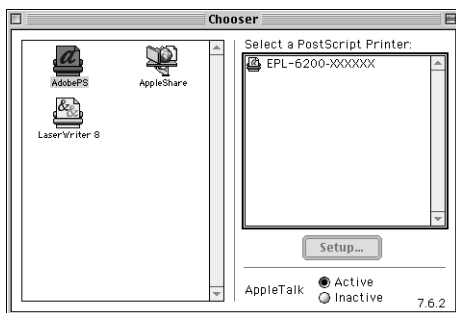 Chooser
AdobePS
AppleShare
LaserWriter 8
Select a PostScript Printer:
EPL-6200-XXXXXX
Setup...
AppleTalk
Active
Inactive
7.6.2